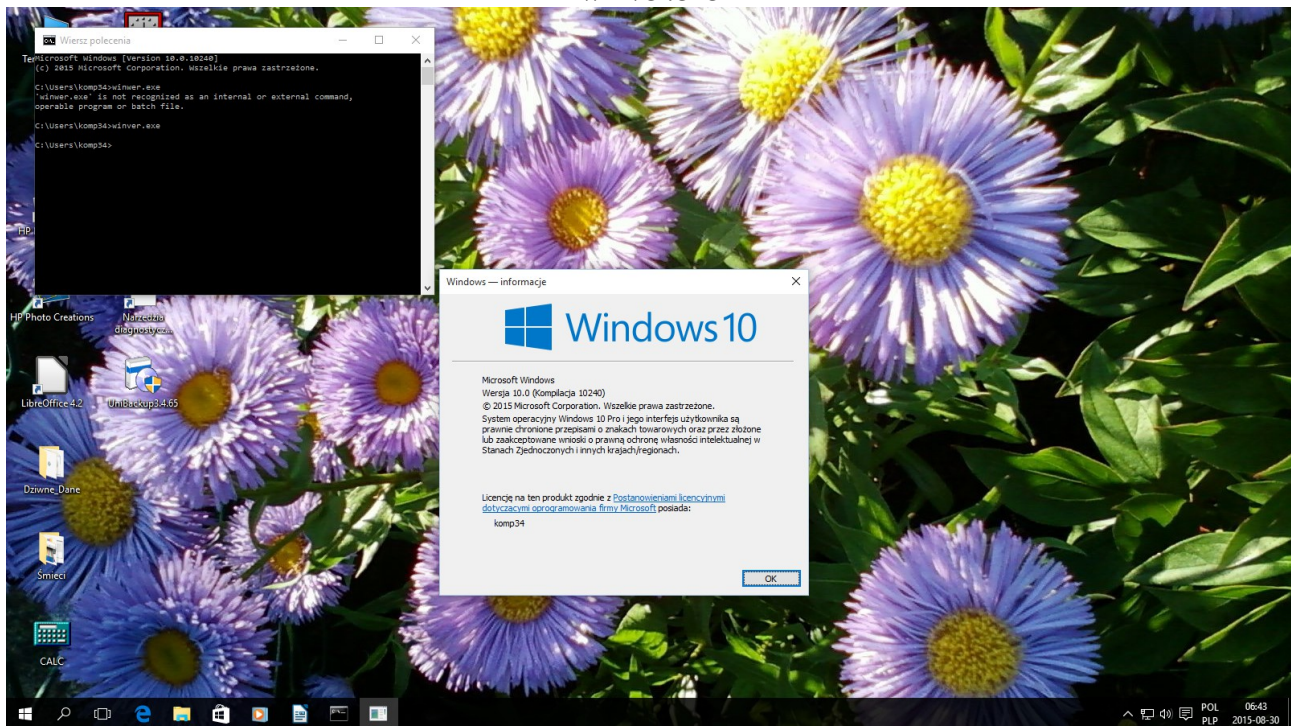 Wiersz polecenia
Microsoft Windows [Version 10.0.10240]
(c) 2015 Microsoft Corporation. Wszelkie prawa zastrzeżone.
C:\Users\komp34>winwer.exe
'winwer.exe' is not recognized as an internal or external command,
operable program or batch file.
C:\Users\komp34>winver.exe
C:\Users\komp34>
HP Photo Creations
Narzędzia
diagnostycz...
LibreOffice 4.2
UniBackup3.4.65
Dziwne_Dane
Śmieci
CALC
Windows — informacje
Windows 10
Microsoft Windows
Wersja 10.0 (Kompilacja 10240)
© 2015 Microsoft Corporation. Wszelkie prawa zastrzeżone.
System operacyjny Windows 10 Pro i jego interfejs użytkownika są
prawnie chronione przepisami o znakach towarowych oraz przez złożone
lub zaakceptowane wnioski o prawną ochronę własności intelektualnej w
Stanach Zjednoczonych i innych krajach/regionach.
Licencję na ten produkt zgodnie z Postanowieniami licencyjnymi
dotyczącymi oprogramowania firmy Microsoft posiada:
komp34
OK
POL
PLP
06:43
2015-08-30